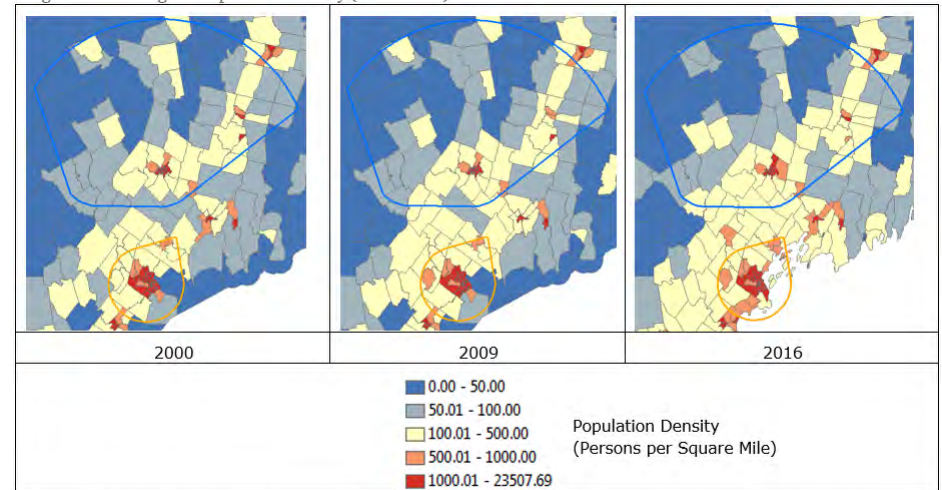 2000
2009
2016
0.00 - 50.00
50.01 - 100.00
100.01 - 500.00
500.01 - 1000.00
1000.01 - 23507.69
Population Density
(Persons per Square Mile)